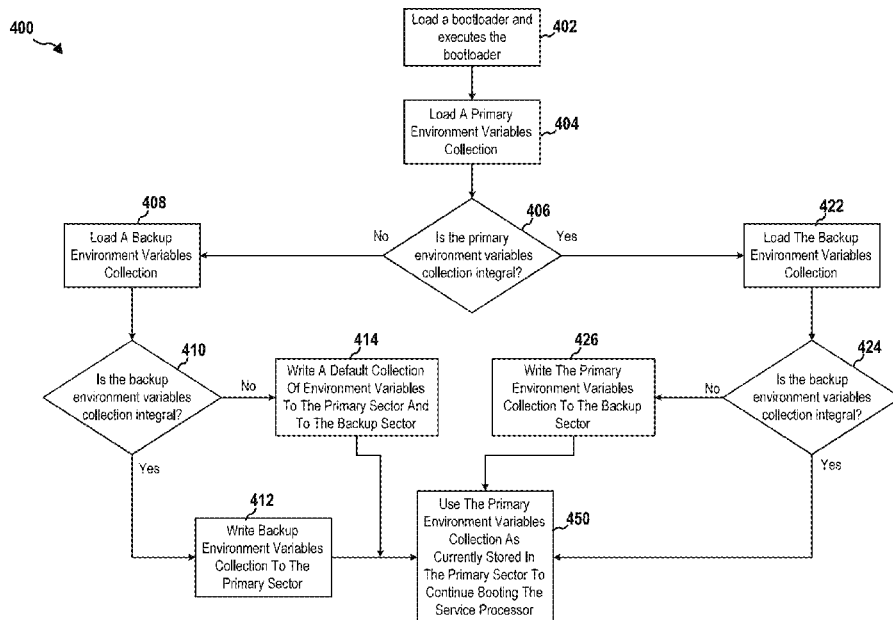 400
Load a bootloader and
executes the
bootloader
402
Load A Primary
Environment Variables
Collection
404
408
Load A Backup
Environment Variables
Collection
No
406
Is the primary
environment variables
collection integral?
Yes
422
Load The Backup
Environment Variables
Collection
410
Is the backup
environment variables
collection integral?
No
Yes
414
Write A Default Collection
Of Environment Variables
To The Primary Sector And
To The Backup Sector
426
Write The Primary
Environment Variables
Collection To The Backup
Sector
No
424
Is the backup
environment variables
collection integral?
Yes
412
Write Backup
Environment Variables
Collection To The
Primary Sector
Use The Primary
Environment Variables
Collection As
Currently Stored In
The Primary Sector To
Continue Booting The
Service Processor
450